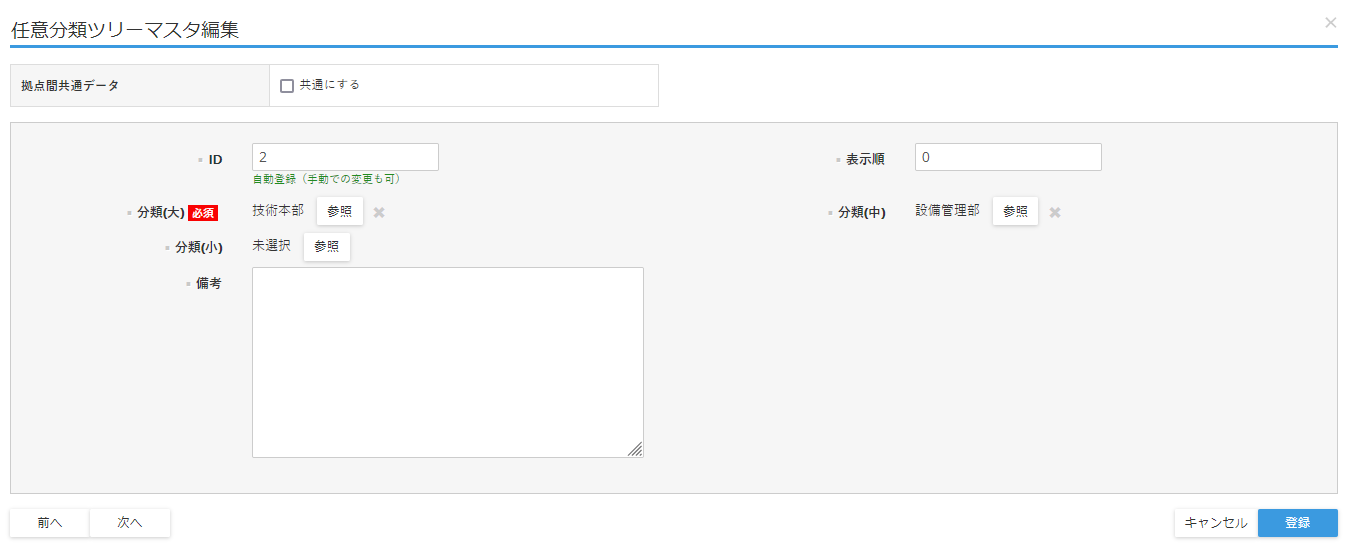 任意分類ツリーマスタ編集
拠点間共通データ
共通にする
ID
2
表示順
0
自動登録（手動での変更も可）
分類(大) 必須
技術本部
参照
分類(中)
設備管理部
参照
分類(小)
未選択
参照
備考
前へ
次へ
キャンセル
登録